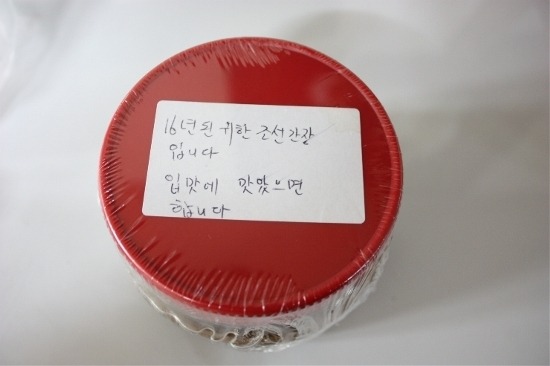 16년된 귀한 조선간장
입니다
입맛에 맛았으면
합니다